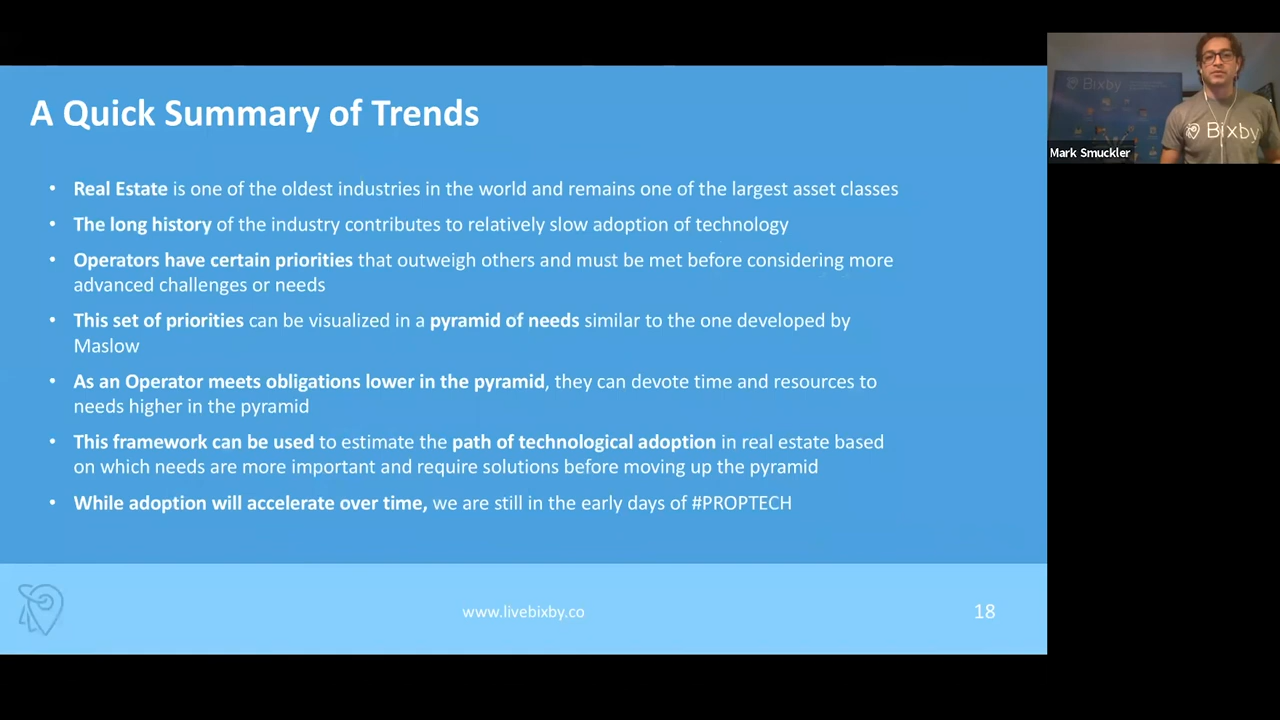 A Quick Summary of Trends
• Real Estate is one of the oldest industries in the world and remains one of the largest asset classes
• The long history of the industry contributes to relatively slow adoption of technology
• Operators have certain priorities that outweigh others and must be met before considering more
advanced challenges or needs
• This set of priorities can be visualized in a pyramid of needs similar to the one developed by
Maslow
• As an Operator meets obligations lower in the pyramid, they can devote time and resources to
needs higher in the pyramid
• This framework can be used to estimate the path of technological adoption in real estate based
on which needs are more important and require solutions before moving up the pyramid
• While adoption will accelerate over time, we are still in the early days of #PROPTECH
www.livebixby.co
18
Bixby
Bixby
Mark Smuckler